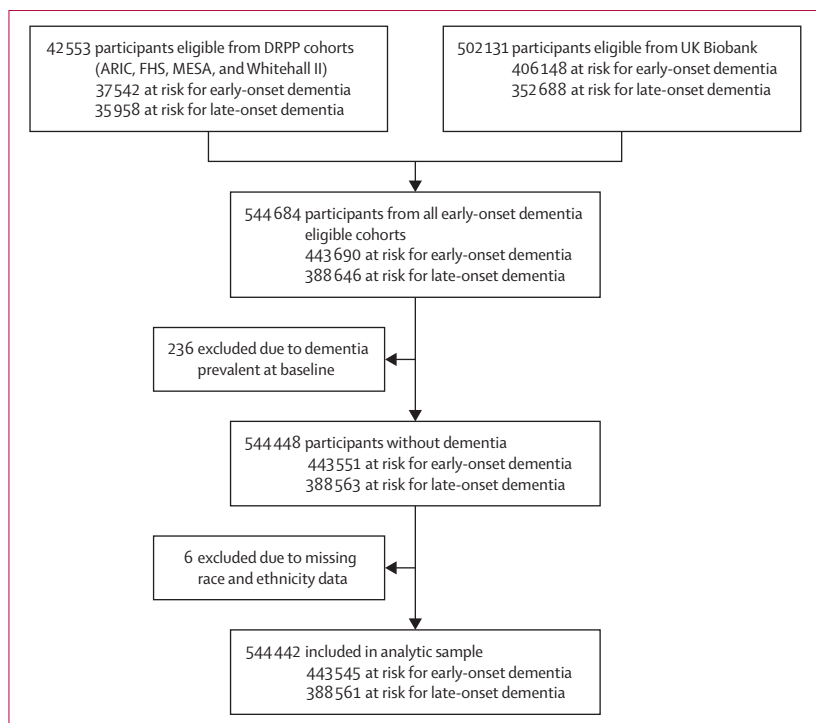 42 553 participants eligible from DRPP cohorts
(ARIC, FHS, MESA, and Whitehall II)
37 542 at risk for early-onset dementia
35 958 at risk for late-onset dementia
502 131 participants eligible from UK Biobank
406 148 at risk for early-onset dementia
352 688 at risk for late-onset dementia
544 684 participants from all early-onset dementia
eligible cohorts
443 690 at risk for early-onset dementia
388 646 at risk for late-onset dementia
236 excluded due to dementia
prevalent at baseline
544 448 participants without dementia
443 551 at risk for early-onset dementia
388 563 at risk for late-onset dementia
6 excluded due to missing
race and ethnicity data
544 442 included in analytic sample
443 545 at risk for early-onset dementia
388 561 at risk for late-onset dementia